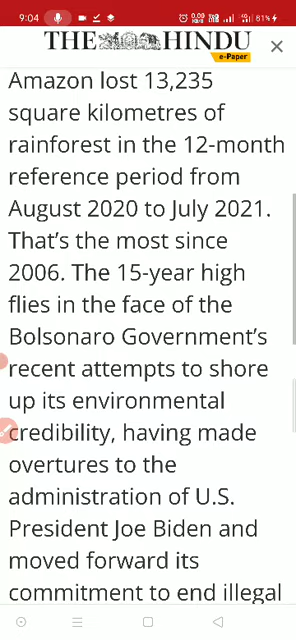 9:04
81%
THE HINDU
e-Paper
Amazon lost 13,235
square kilometres of
rainforest in the 12-month
reference period from
August 2020 to July 2021.
That's the most since
2006. The 15-year high
flies in the face of the
Bolsonaro Government's
recent attempts to shore
up its environmental
credibility, having made
overtures to the
administration of U.S.
President Joe Biden and
moved forward its
commitment to end illegal